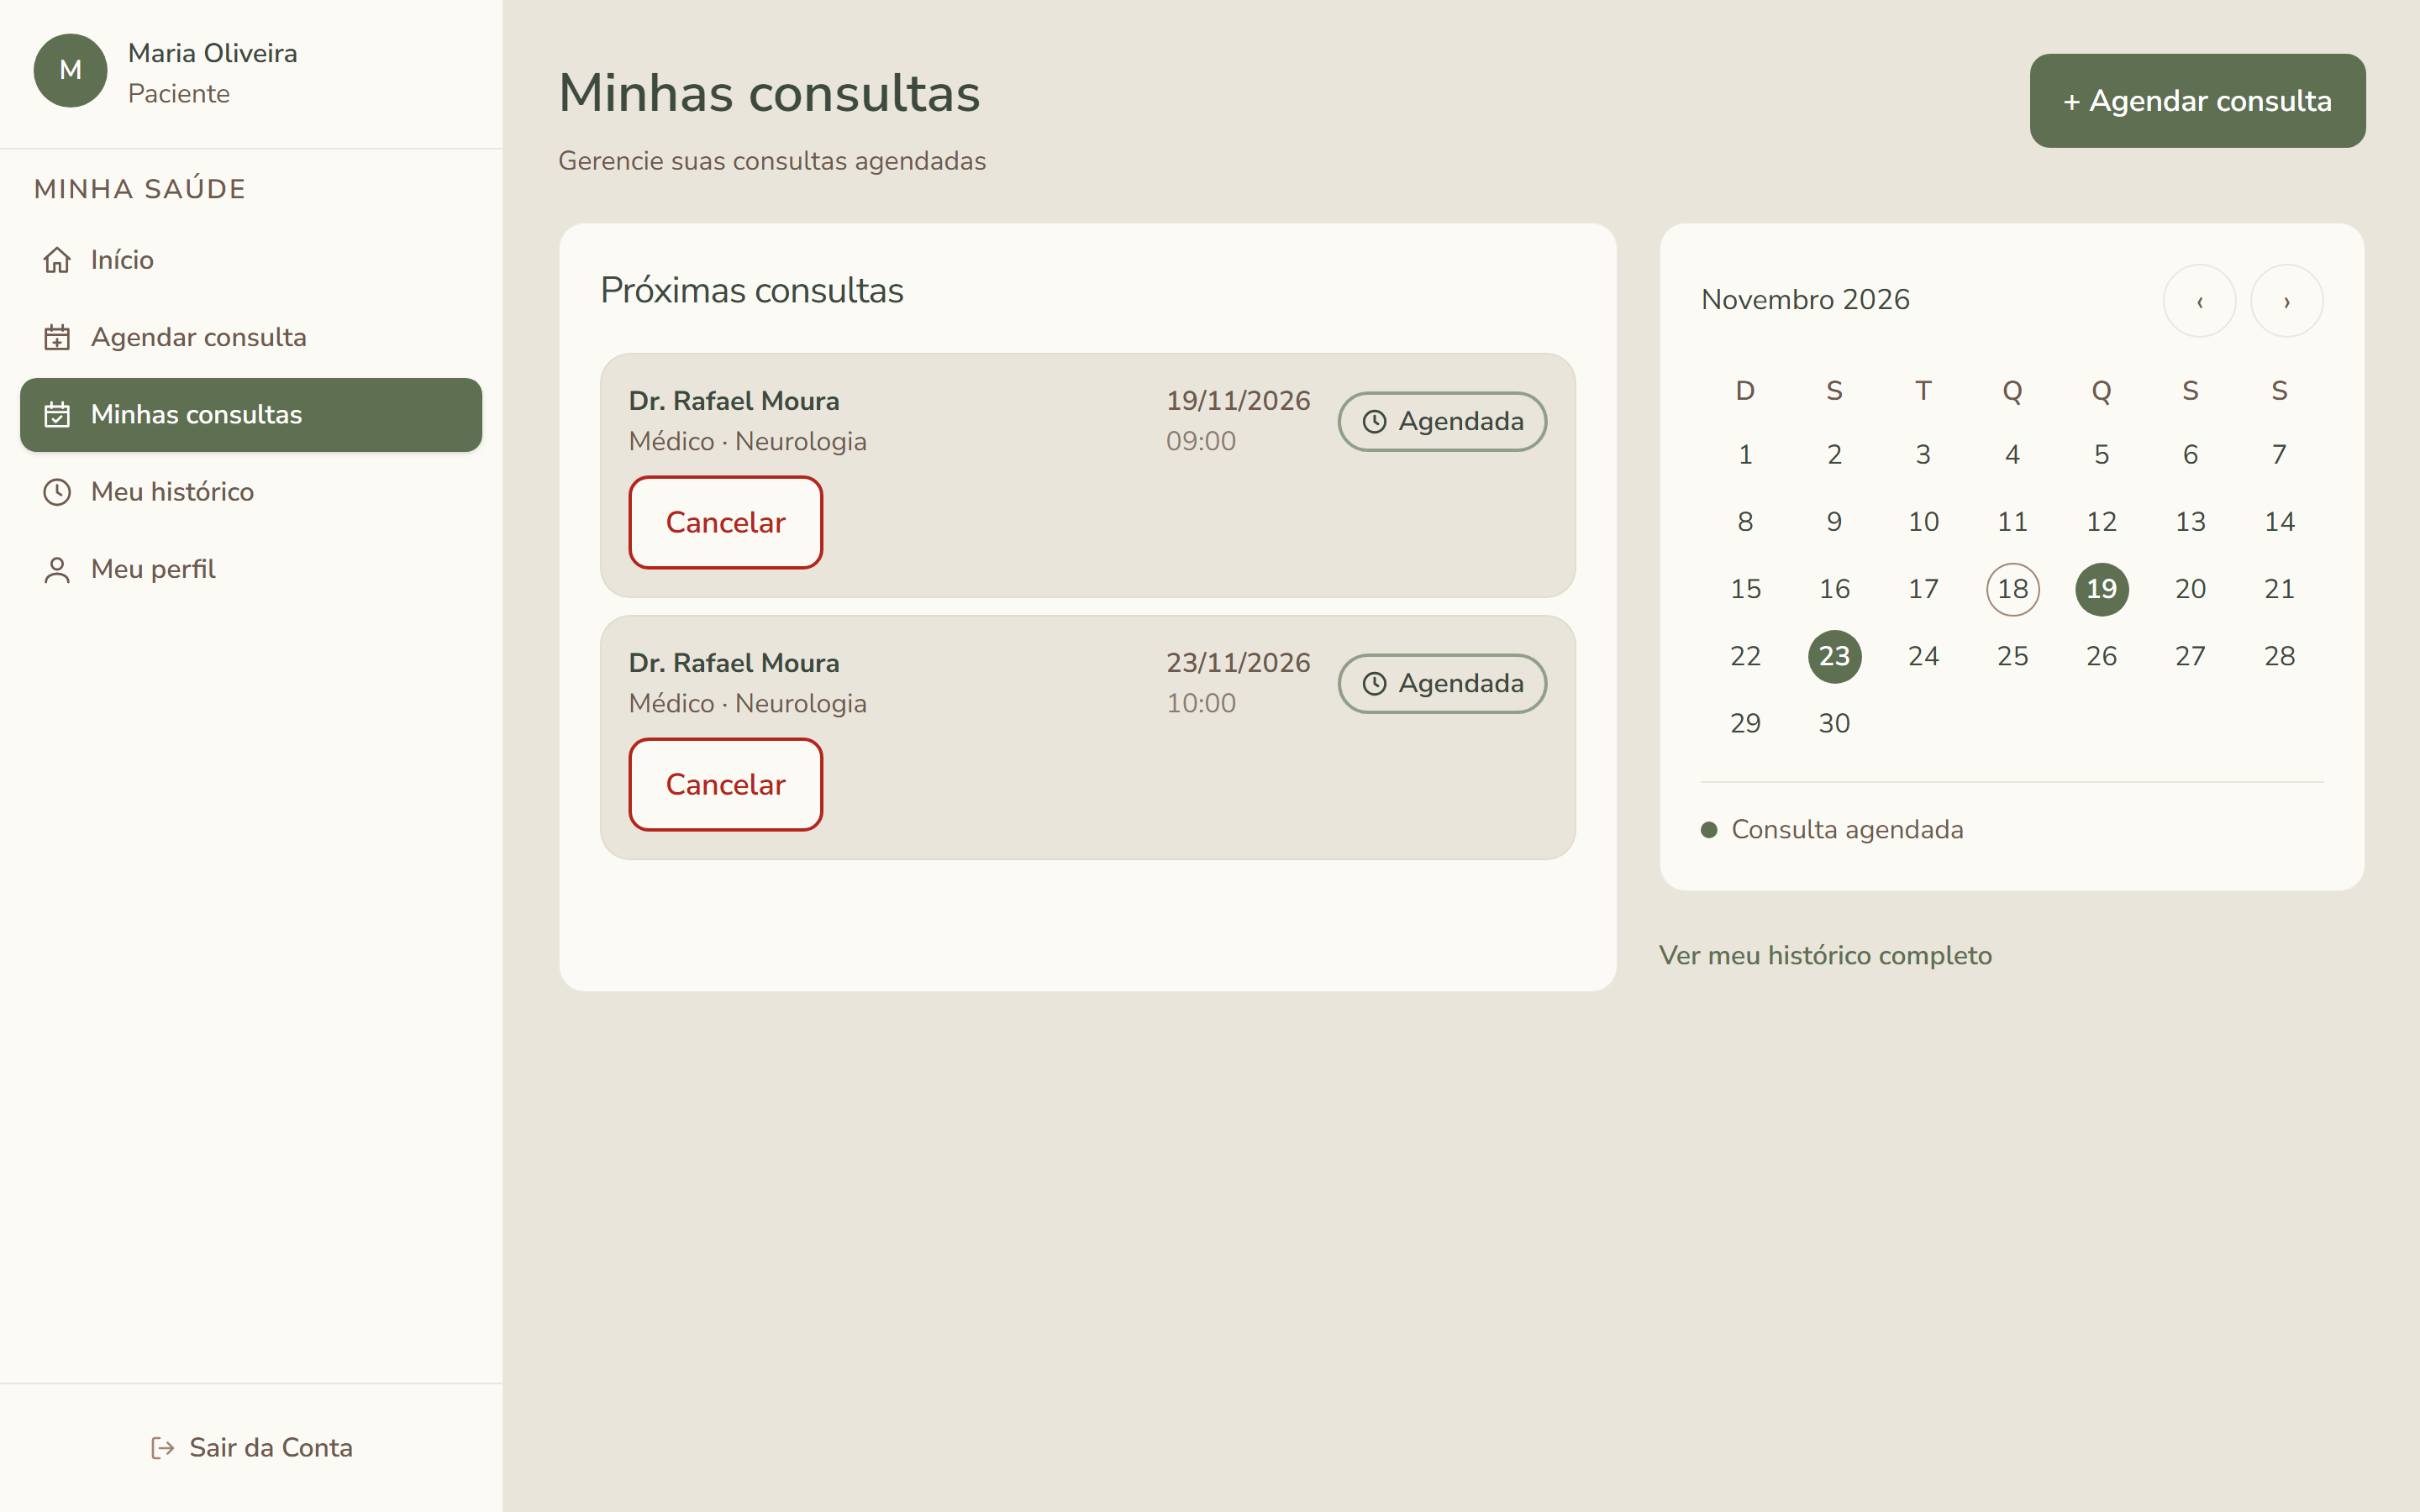 M
Maria Oliveira
Paciente
MINHA SAÚDE
Início
Agendar consulta
Minhas consultas
Meu histórico
Meu perfil
Sair da Conta
Minhas consultas
Gerencie suas consultas agendadas
+ Agendar consulta
Próximas consultas
Dr. Rafael Moura
Médico · Neurologia
19/11/2026
09:00
Agendada
Cancelar
Dr. Rafael Moura
Médico · Neurologia
23/11/2026
10:00
Agendada
Cancelar
Novembro 2026
‹ ›
D S T Q Q S S
1 2 3 4 5 6 7
8 9 10 11 12 13 14
15 16 17 18 19 20 21
22 23 24 25 26 27 28
29 30
Consulta agendada
Ver meu histórico completo